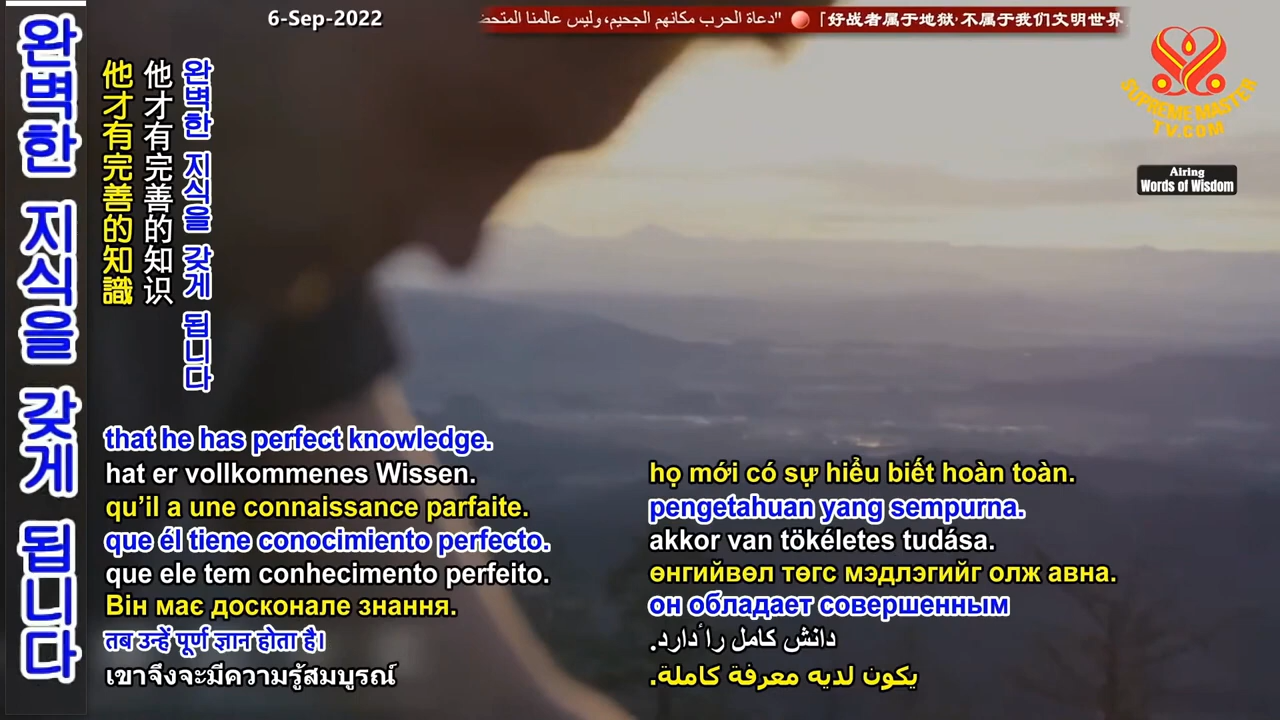 6-Sep-2022
"دعاة الحرب مكانهم الجحيم، وليس عالمنا المتحض
「好战者属于地狱·不属于我们文明世界
SUPREME MASTER
TV.COM
Airing
Words of Wisdom
완벽한 지식을 갖게 됩니다
他才有完善的知識
他才有完善的知识
완벽한 지식을 갖게 됩니다
that he has perfect knowledge.
hat er vollkommenes Wissen.
qu’il a une connaissance parfaite.
que él tiene conocimiento perfecto.
que ele tem conhecimento perfeito.
Він має досконале знання.
तब उन्हें पूर्ण ज्ञान होता है।
เขาจึงจะมีความรู้สมบูรณ์
họ mới có sự hiểu biết hoàn toàn.
pengetahuan yang sempurna.
akkor van tökéletes tudása.
өнгийвөл төгс мэдлэгийг олж авна.
он обладает совершенным
دانش کامل را دارد.
يكون لديه معرفة كاملة.